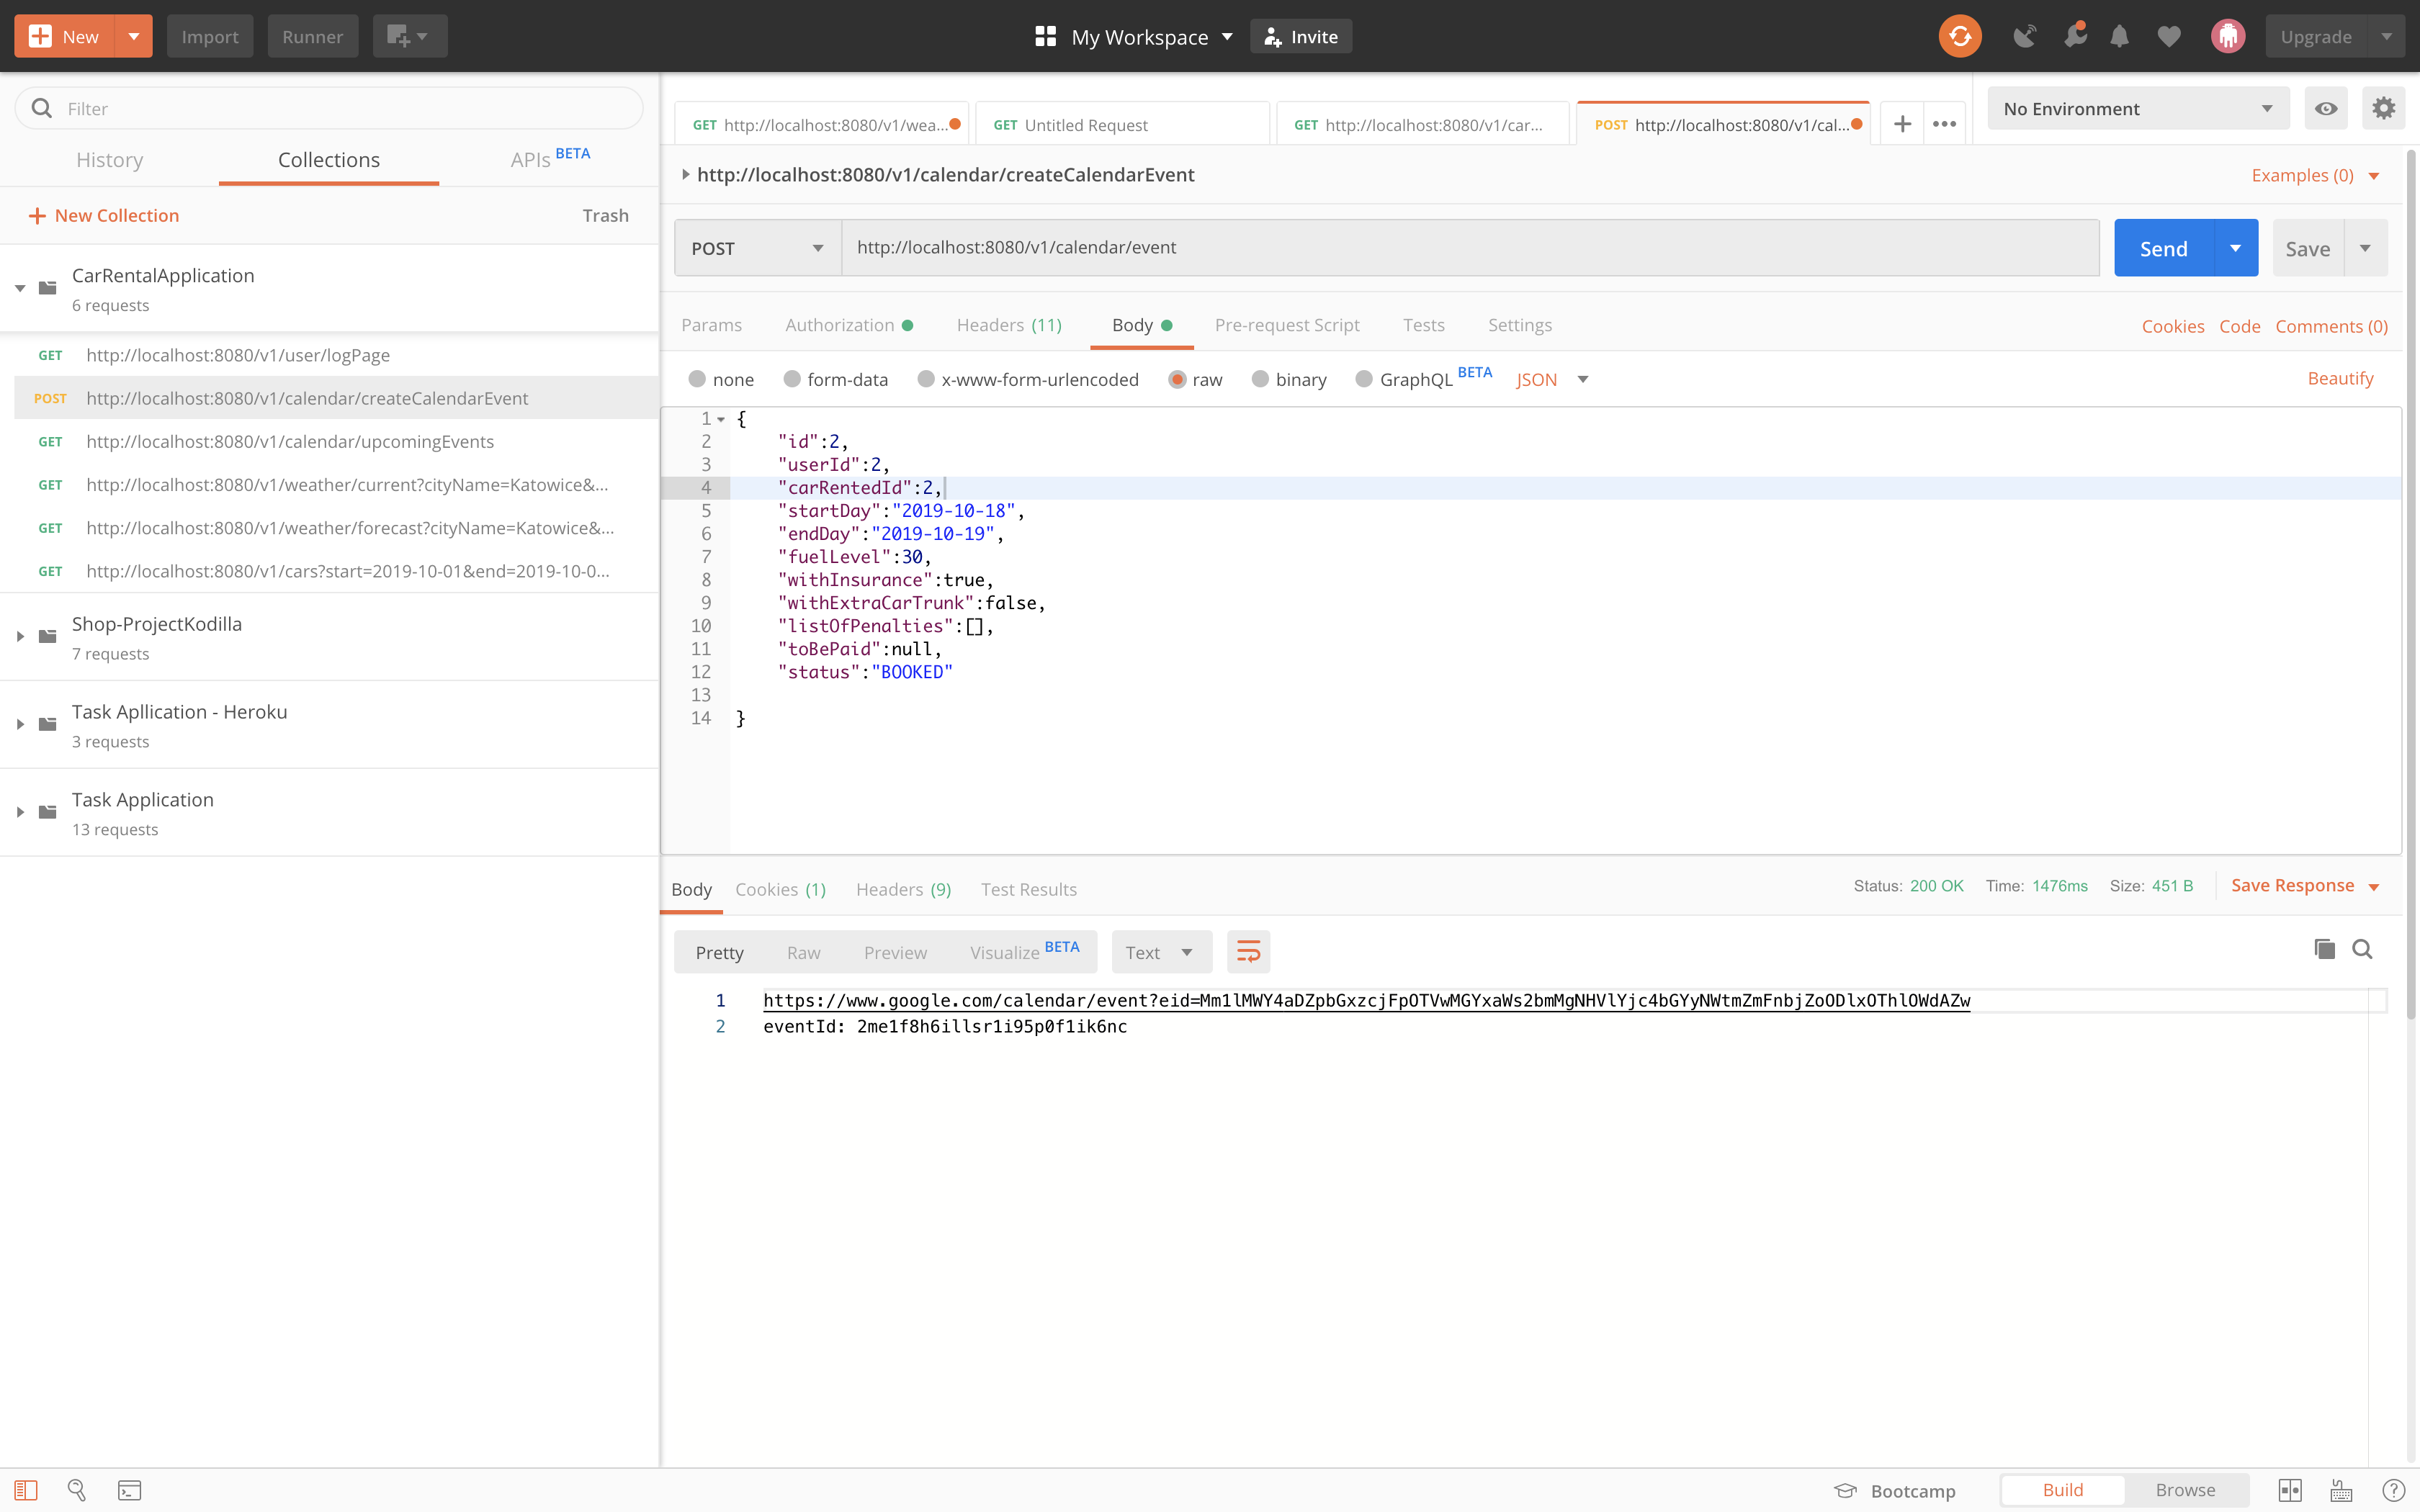 New
Import
Runner
My Workspace
Invite
Upgrade
Filter
History
Collections
APIs BETA
New Collection
Trash
CarRentalApplication
6 requests
GET http://localhost:8080/v1/user/logPage
POST http://localhost:8080/v1/calendar/createCalendarEvent
GET http://localhost:8080/v1/calendar/upcomingEvents
GET http://localhost:8080/v1/weather/current?cityName=Katowice&...
GET http://localhost:8080/v1/weather/forecast?cityName=Katowice&...
GET http://localhost:8080/v1/cars?start=2019-10-01&end=2019-10-0...
Shop-ProjectKodilla
7 requests
Task Apllication - Heroku
3 requests
Task Application
13 requests
GET http://localhost:8080/v1/wea...
GET Untitled Request
GET http://localhost:8080/v1/car...
POST http://localhost:8080/v1/cal...
No Environment
http://localhost:8080/v1/calendar/createCalendarEvent
Examples (0)
POST
http://localhost:8080/v1/calendar/event
Send
Save
Params
Authorization
Headers (11)
Body
Pre-request Script
Tests
Settings
Cookies
Code
Comments (0)
none
form-data
x-www-form-urlencoded
raw
binary
GraphQL BETA
JSON
Beautify
1 {
2 "id":2,
3 "userId":2,
4 "carRentedId":2,
5 "startDay":"2019-10-18",
6 "endDay":"2019-10-19",
7 "fuelLevel":30,
8 "withInsurance":true,
9 "withExtraCarTrunk":false,
10 "listOfPenalties":[],
11 "toBePaid":null,
12 "status":"BOOKED"
13
14 }
Body
Cookies (1)
Headers (9)
Test Results
Status: 200 OK
Time: 1476ms
Size: 451 B
Save Response
Pretty
Raw
Preview
Visualize BETA
Text
1 https://www.google.com/calendar/event?eid=Mm1lMWY4aDZpbGxzcjFpOTVwMGYxaWs2bmMgNHVlYjc4bGYyNWtmZmFnbjZoODlxOThlOWdAZw
2 eventId: 2me1f8h6illsr1i95p0f1ik6nc
Bootcamp
Build
Browse